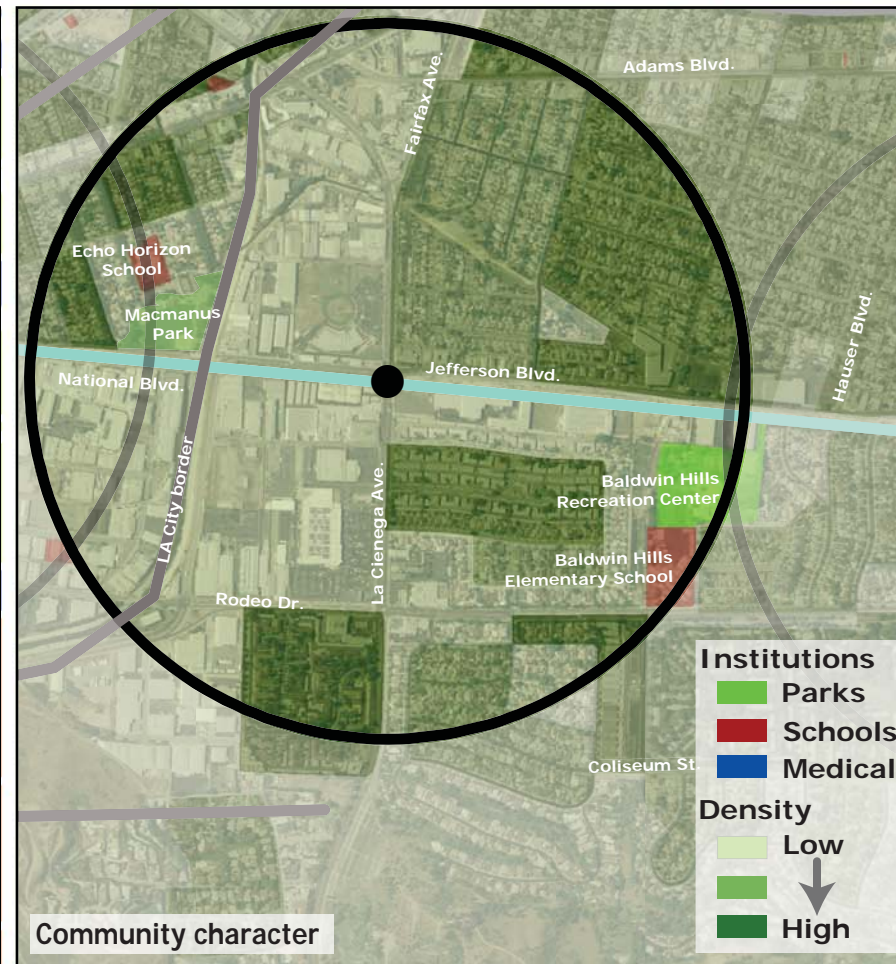 Adams Blvd.
Fairfax Ave.
Echo Horizon
School
Macmanus
Park
Hauser Blvd.
National Blvd.
Jefferson Blvd.
LA City border
La Cienega Ave.
Baldwin Hills
Recreation Center
Baldwin Hills
Elementary School
Rodeo Dr.
Coliseum St.
Institutions
Parks
Schools
Medical
Density
Low
High
Community character